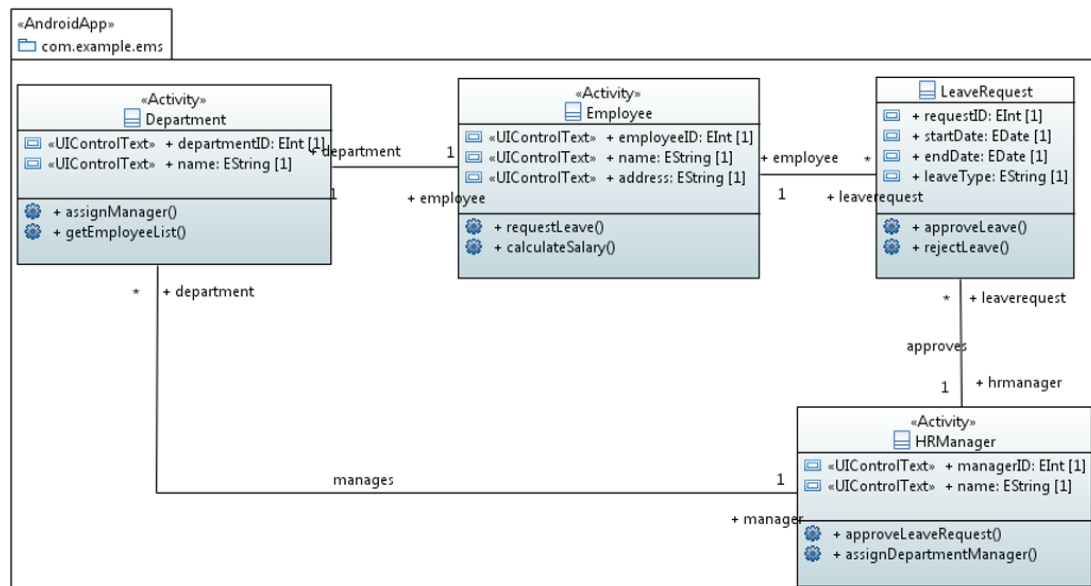 «AndroidApp»
com.example.ems
«Activity»
Department
«UIControlText» + departmentID: EInt [1]
«UIControlText» + name: EString [1]
+ assignManager()
+ getEmployeeList()
+ department
1
1
+ employee
«Activity»
Employee
«UIControlText» + employeeID: EInt [1]
«UIControlText» + name: EString [1]
«UIControlText» + address: EString [1]
+ requestLeave()
+ calculateSalary()
+ employee
*
1
+ leaverequest
LeaveRequest
+ requestID: EInt [1]
+ startDate: EDate [1]
+ endDate: EDate [1]
+ leaveType: EString [1]
+ approveLeave()
+ rejectLeave()
* + department
* + leaverequest
approves
1 + hrmanager
manages
1
+ manager
«Activity»
HRManager
«UIControlText» + managerID: EInt [1]
«UIControlText» + name: EString [1]
+ approveLeaveRequest()
+ assignDepartmentManager()